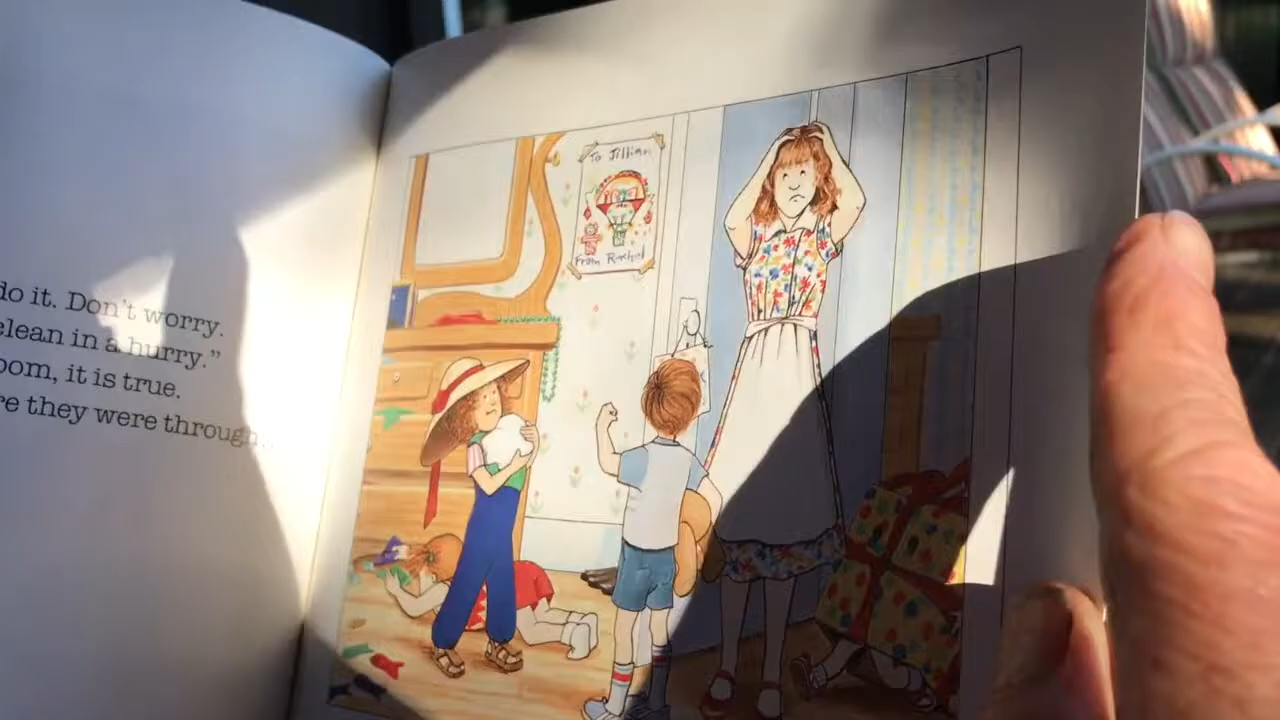 do it. Don't worry.
clean in a hurry."
oom, it is true.
re they were through...
To Jillian
From Rachel